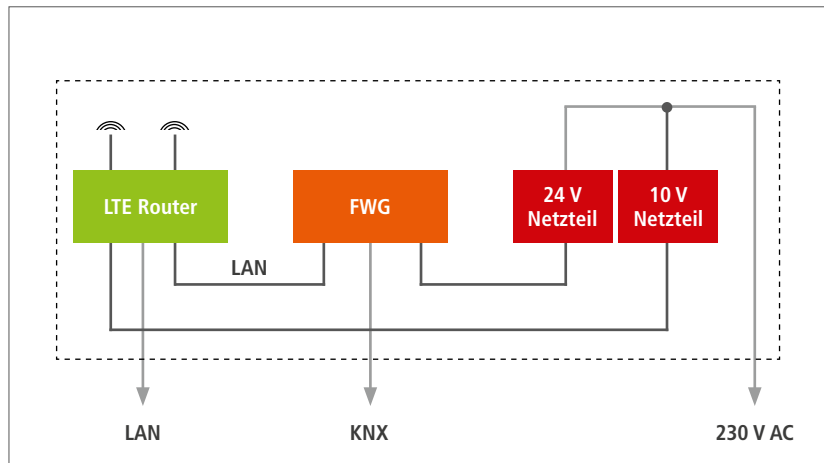 LTE Router
FWG
24 V
Netzteil
10 V
Netzteil
LAN
LAN
KNX
230 V AC